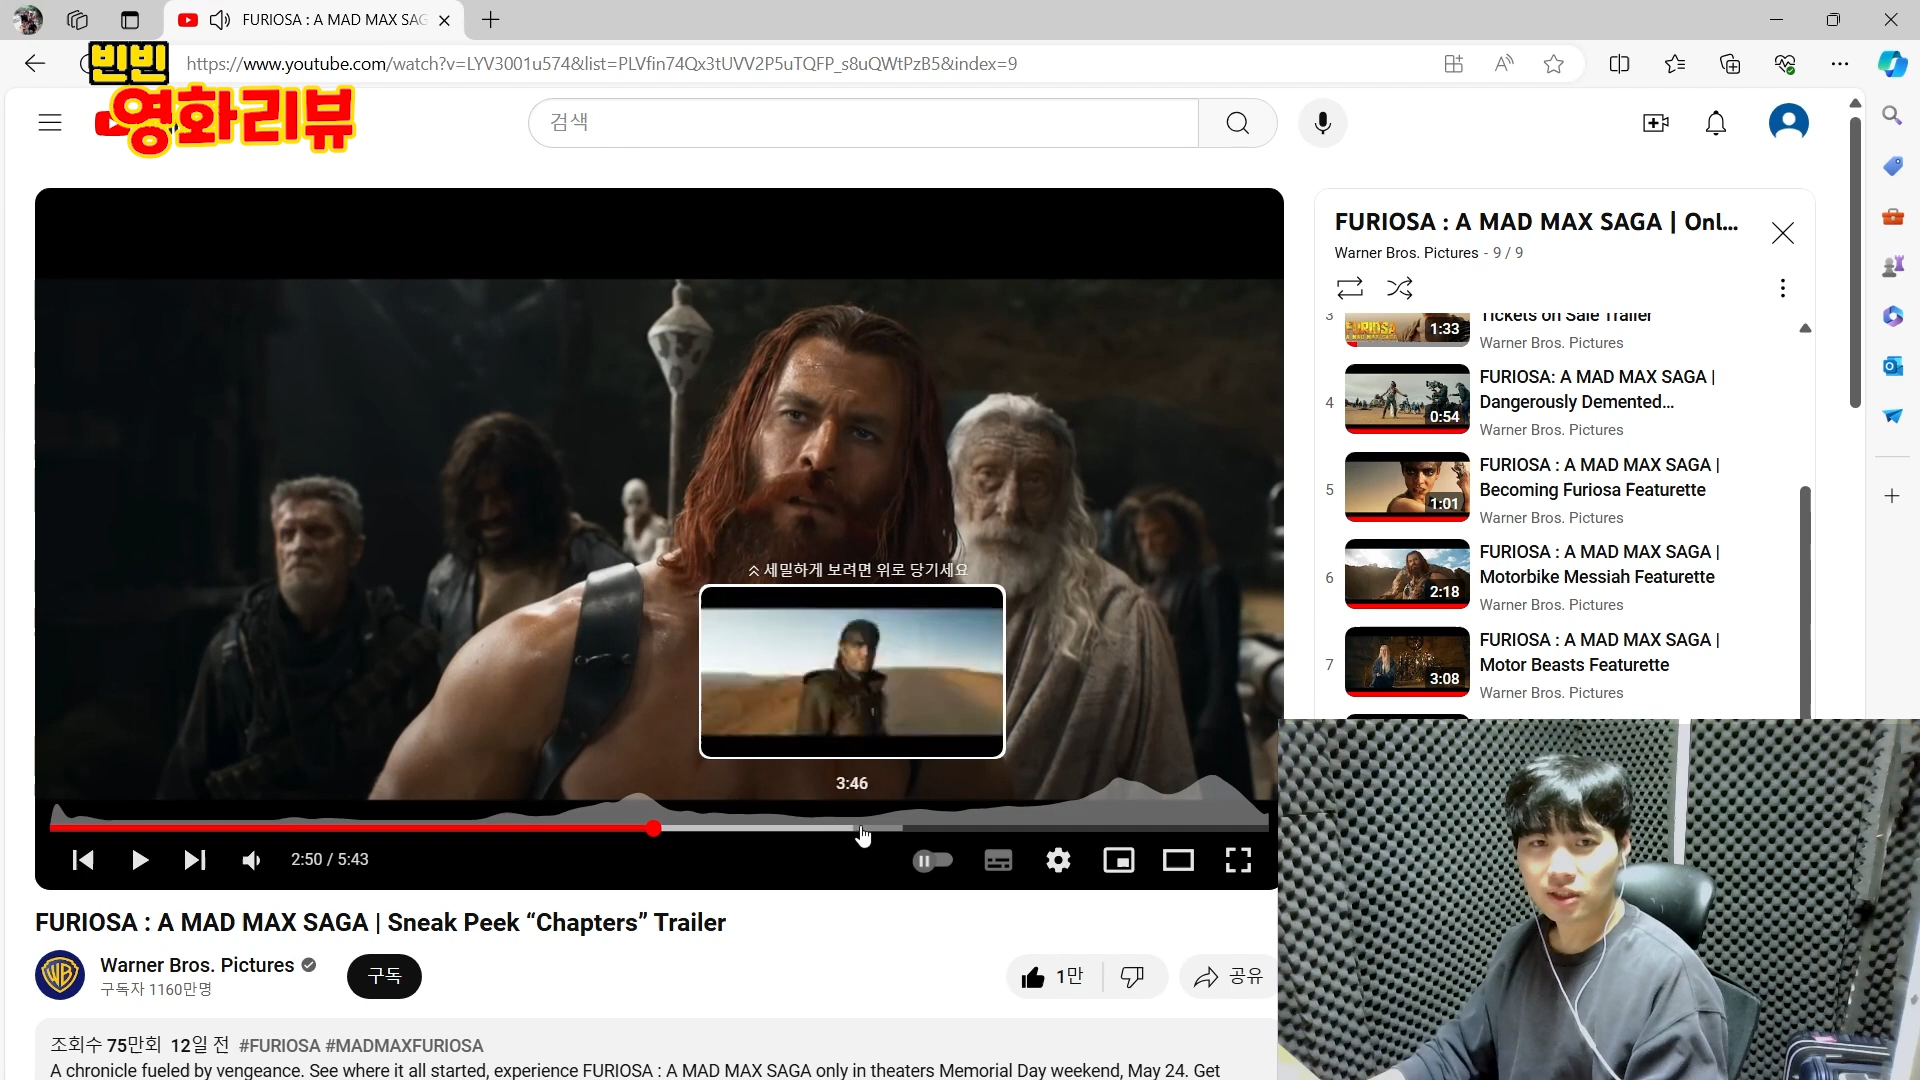 FURIOSA : A MAD MAX SAG
빈빈
https://www.youtube.com/watch?v=LYV3001u574&list=PLVfin74Qx3tUVV2P5uTQFP_s8uQWtPzB5&index=9
영화리뷰
검색
FURIOSA : A MAD MAX SAGA | Onl...
Warner Bros. Pictures - 9 / 9
3
1:33
Tickets on Sale Trailer
Warner Bros. Pictures
4
0:54
FURIOSA: A MAD MAX SAGA |
Dangerously Demented...
Warner Bros. Pictures
5
1:01
FURIOSA : A MAD MAX SAGA |
Becoming Furiosa Featurette
Warner Bros. Pictures
6
2:18
FURIOSA : A MAD MAX SAGA |
Motorbike Messiah Featurette
Warner Bros. Pictures
7
3:08
FURIOSA : A MAD MAX SAGA |
Motor Beasts Featurette
Warner Bros. Pictures
세밀하게 보려면 위로 당기세요
3:46
2:50 / 5:43
FURIOSA : A MAD MAX SAGA | Sneak Peek “Chapters” Trailer
WB
Warner Bros. Pictures
구독자 1160만명
구독
1만
공유
조회수 75만회 12일 전 #FURIOSA #MADMAXFURIOSA
A chronicle fueled by vengeance. See where it all started, experience FURIOSA : A MAD MAX SAGA only in theaters Memorial Day weekend, May 24. Get